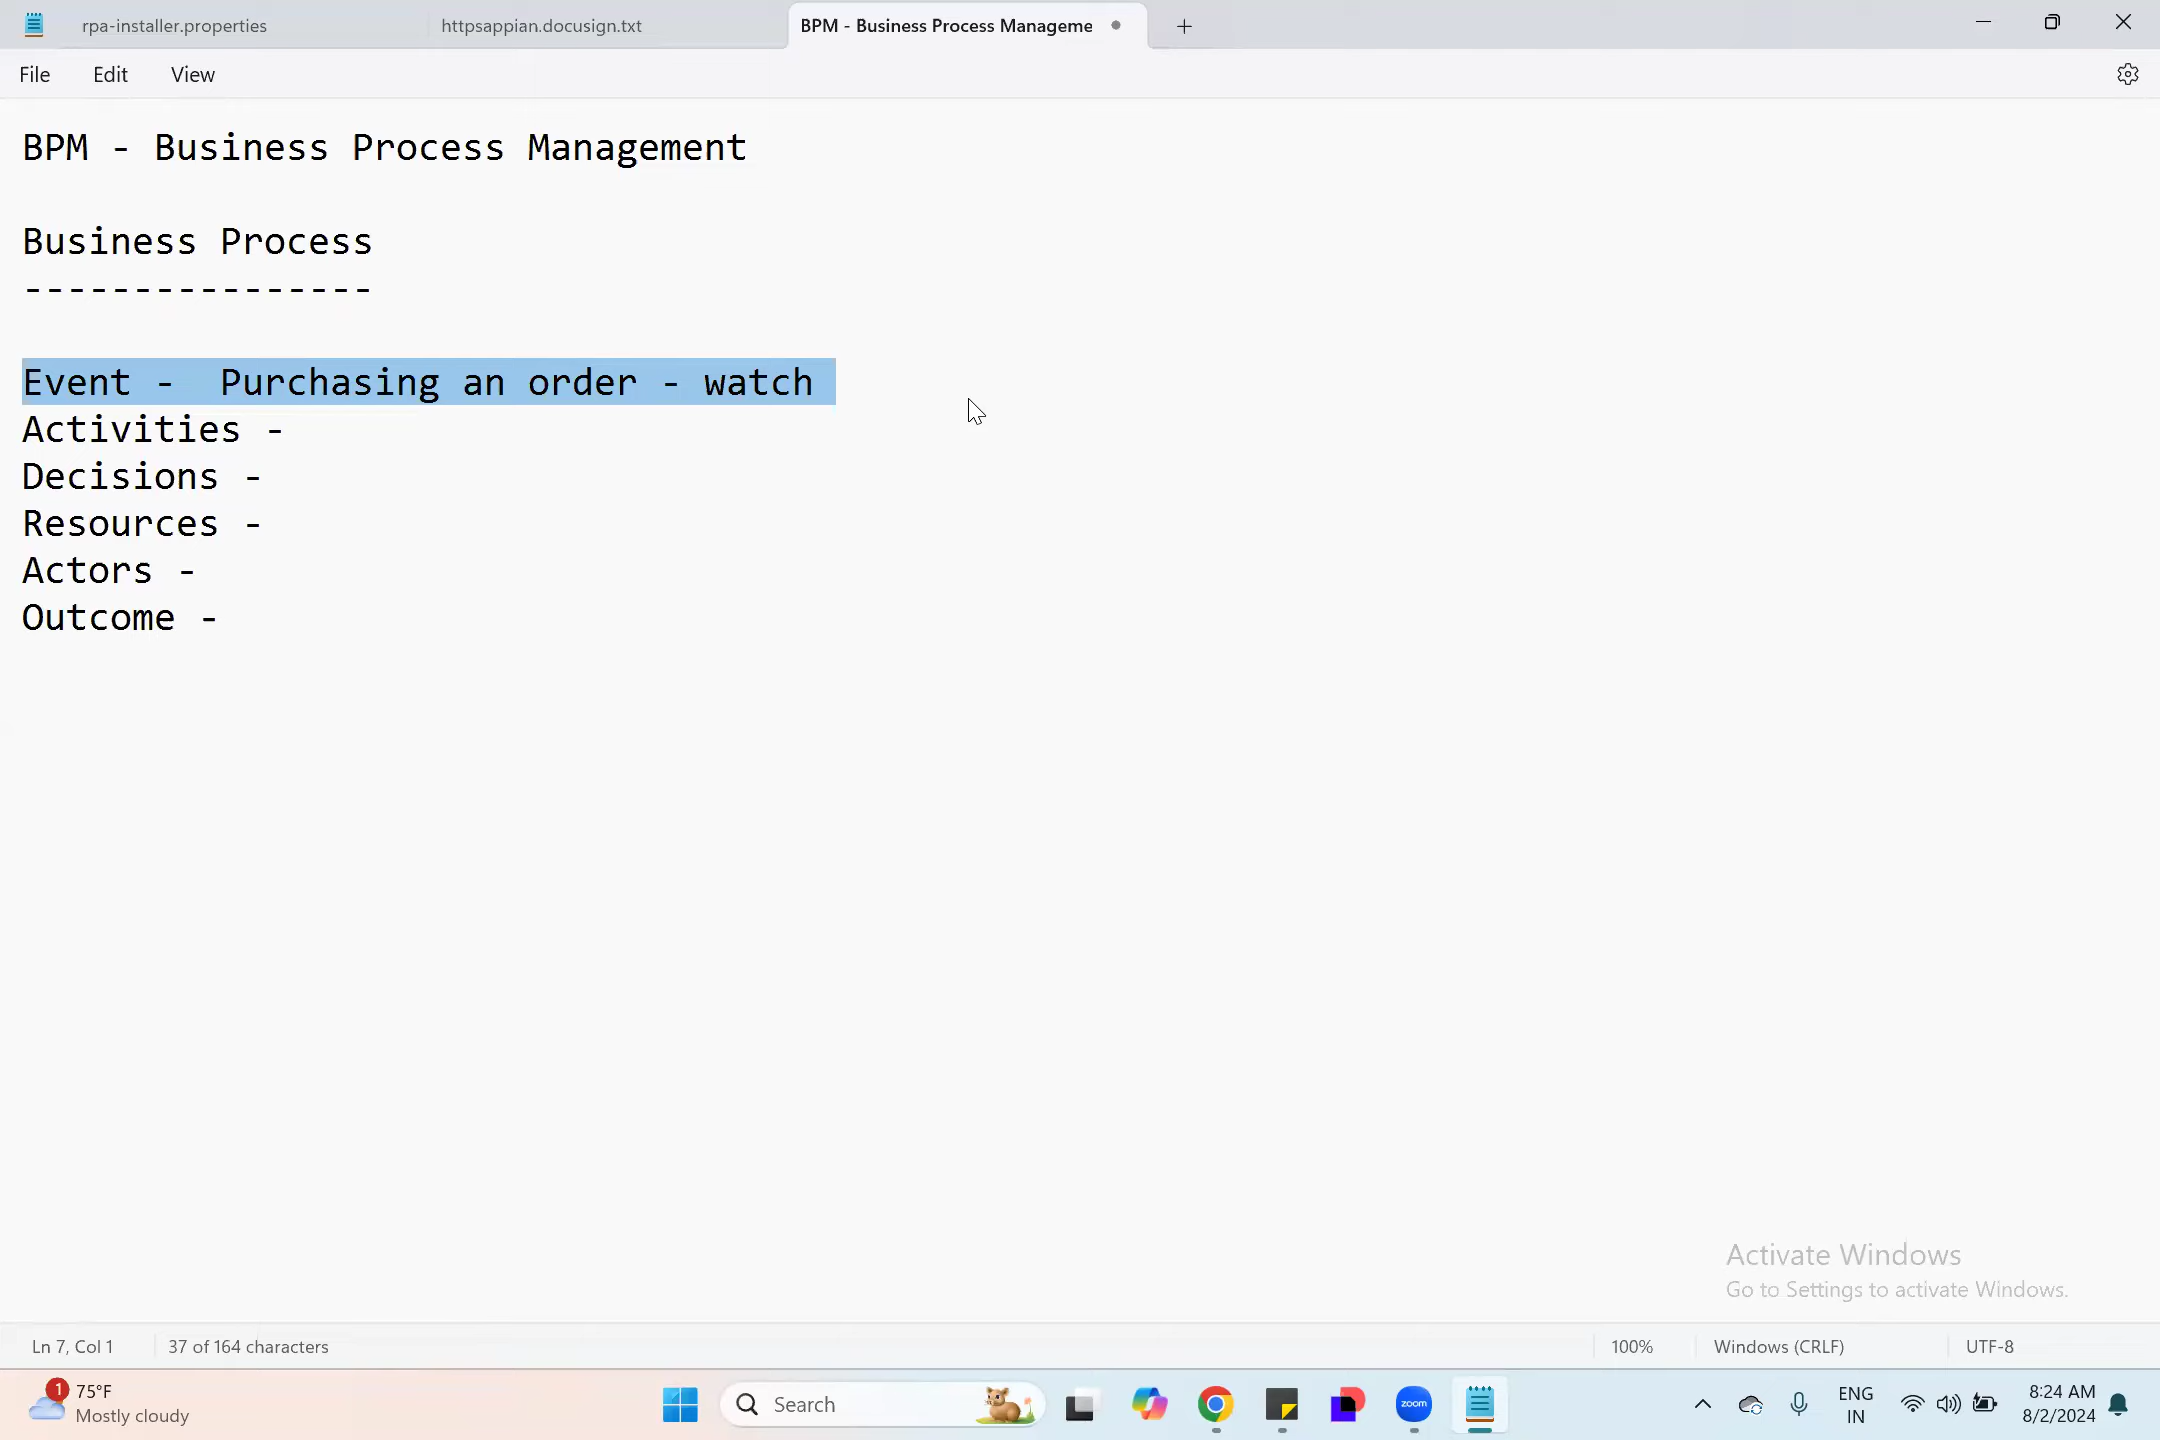 rpa-installer.properties httpsappian.docusign.txt BPM - Business Process Manageme
File Edit View
BPM - Business Process Management
Business Process
----------------
Event -  Purchasing an order - watch
Activities -
Decisions -
Resources -
Actors -
Outcome -
Activate Windows
Go to Settings to activate Windows.
Ln 7, Col 1 37 of 164 characters 100% Windows (CRLF) UTF-8
1 75°F Search zoom ENG 8:24 AM
Mostly cloudy IN 8/2/2024